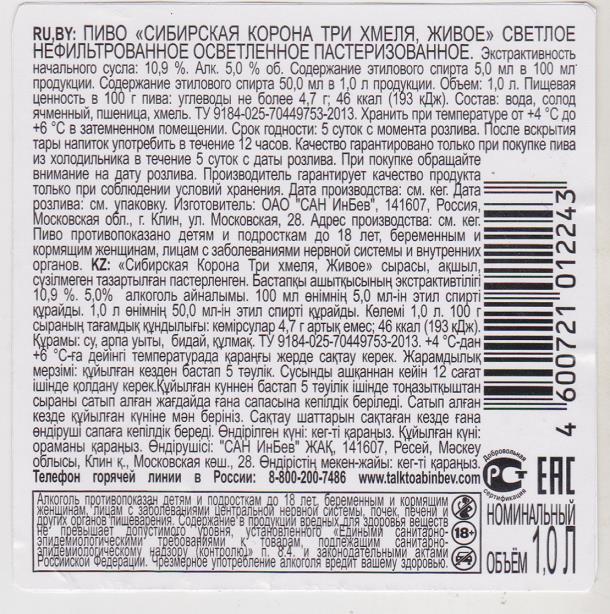 RU,BY: ПИВО «СИБИРСКАЯ КОРОНА ТРИ ХМЕЛЯ, ЖИВОЕ» СВЕТЛОЕ
НЕФИЛЬТРОВАННОЕ ОСВЕТЛЕННОЕ ПАСТЕРИЗОВАННОЕ. Экстрактивность
начального сусла: 10,9 %. Алк. 5,0 % об. Содержание этилового спирта 5,0 мл в 100 мл
продукции. Содержание этилового спирта 50,0 мл в 1,0 л продукции. Объем: 1,0 л. Пищевая
ценность в 100 г пива: углеводы не более 4,7 г; 46 ккал (193 кДж). Состав: вода, солод
ячменный, пшеница, хмель. ТУ 9184-025-70449753-2013. Хранить при температуре от +4 °С до
+6 °С в затемненном помещении. Срок годности: 5 суток с момента розлива. После вскрытия
тары напиток употребить в течение 12 часов. Качество гарантировано только при покупке пива
из холодильника в течение 5 суток с даты розлива. При покупке обращайте
внимание на дату розлива. Производитель гарантирует качество продукта
только при соблюдении условий хранения. Дата производства: см. кег. Дата
розлива: см. упаковку. Изготовитель: ОАО "САН ИнБев", 141607, Россия,
Московская обл., г. Клин, ул. Московская, 28. Адрес производства: см. кег.
Пиво противопоказано детям и подросткам до 18 лет, беременным и
кормящим женщинам, лицам с заболеваниями нервной системы и внутренних
органов. KZ: «Сибирская Корона Три хмеля, Живое» сырасы, ақшыл,
сүзілмеген тазартылған пастерленген. Бастапқы ашытқысының экстрактивтілігі
10,9 %. 5,0% алкоголь айналымы. 100 мл өнімнің 5,0 мл-ін этил спирті
құрайды. 1,0 л өнімнің 50,0 мл-ін этил спирті құрайды. Көлемі 1,0 л. 100 г
сыраның тағамдық құндылығы: көмірсулар 4,7 г артық емес; 46 ккал (193 кДж).
Құрамы: су, арпа уыты, бидай, құлмақ. ТУ 9184-025-70449753-2013. +4 °С-дан
+6 °С-ға дейінгі температурада қараңғы жерде сақтау керек. Жарамдылық
мерзімі: құйылған кезден бастап 5 тәулік. Сусынды ашқаннан кейін 12 сағат
ішінде қолдану керек.Құйылған куннен бастап 5 тәулік ішінде тоңазытқыштан
сыраны сатып алған жағдайда ғана сапасына кепілдік беріледі. Сатып алған
кезде құйылған күніне мән беріңіз. Сақтау шаттарын сақтаған кезде ғана
өндіруші сапаға кепілдік береді. Өндірілген күні: кег-ті қараңыз. Құйылған күні:
ораманы қараңыз. Өндірушісі: "САН ИнБев" ЖАҚ, 141607, Ресей, Мәскеу
облысы, Клин қ., Московская көш., 28. Өндірістің мекен-жайы: кег-ті қараңыз.
Телефон горячей линии в России: 8-800-200-7486 www.talktoabinbev.com
4 600721 012243
Добровольная
РСТ
сертификация
ЕАС
Алкоголь противопоказан детям и подросткам до 18 лет, беременным и кормящим
женщинам, лицам с заболеваниями центральной нервной системы, почек, печени и
других органов пищеварения. Содержание в продукции вредных для здоровья веществ
не превышает допустимого уровня, установленного «Едиными санитарно-
эпидемиологическими требованиями к товарам, подлежащим санитарно-
эпидемиологическому надзору (контролю)» п. 8.4. и законодательными актами
Российской Федерации. Чрезмерное употребление алкоголя вредит вашему здоровью.
18+
НОМИНАЛЬНЫЙ
ОБЪЁМ 1,0 Л